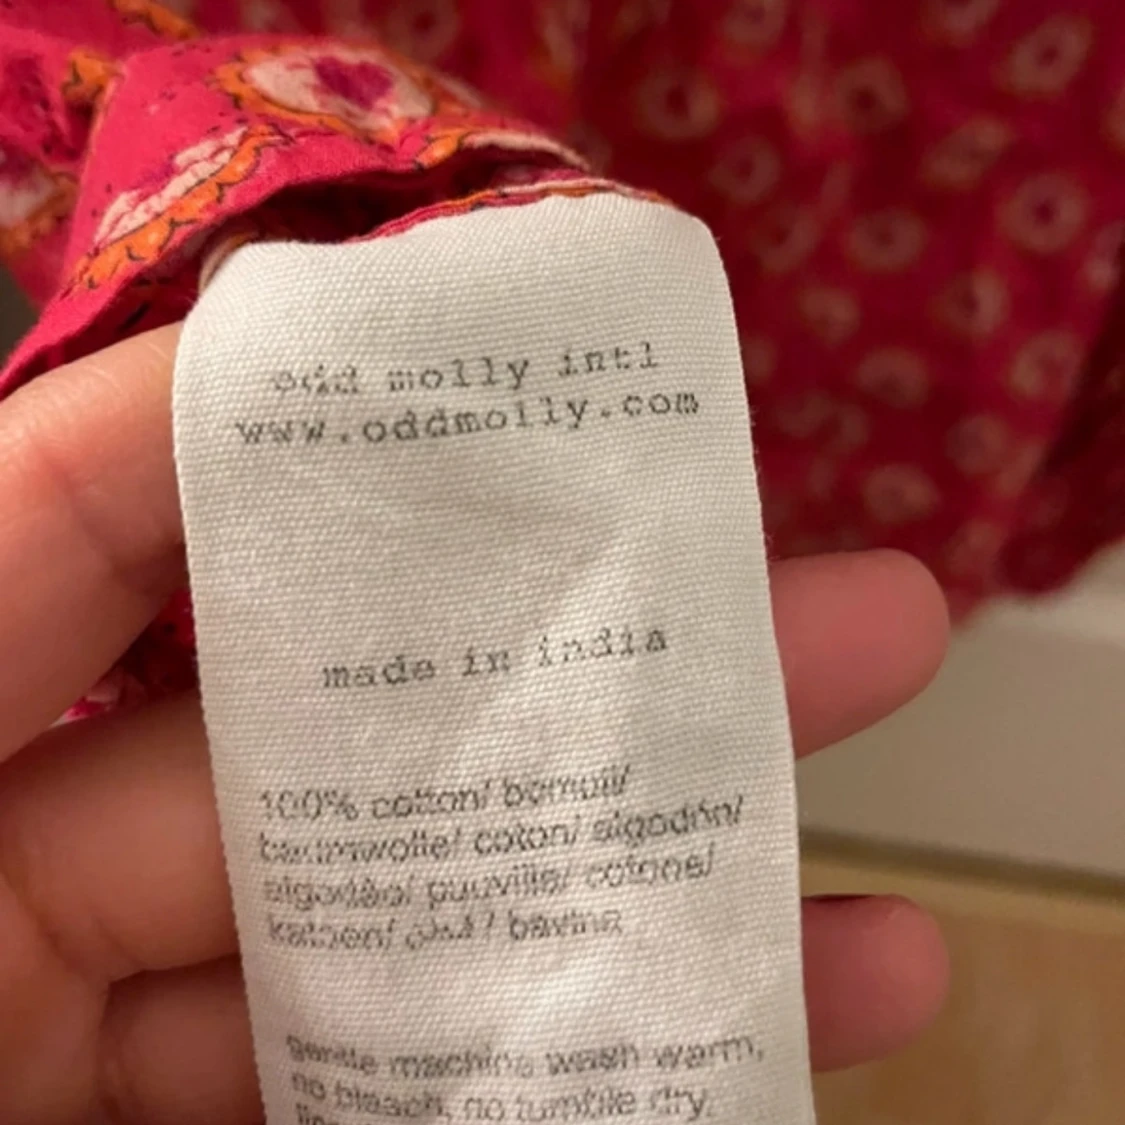 odd molly intl
www.oddmolly.com
made in india
100% cotton/ bomull/
baumwolle/ coton/ algodón/
algodão/ puuvilla/ cotone/
katoen/ قطن / bavlna
gentle machine wash warm,
no bleach, no tumble dry,